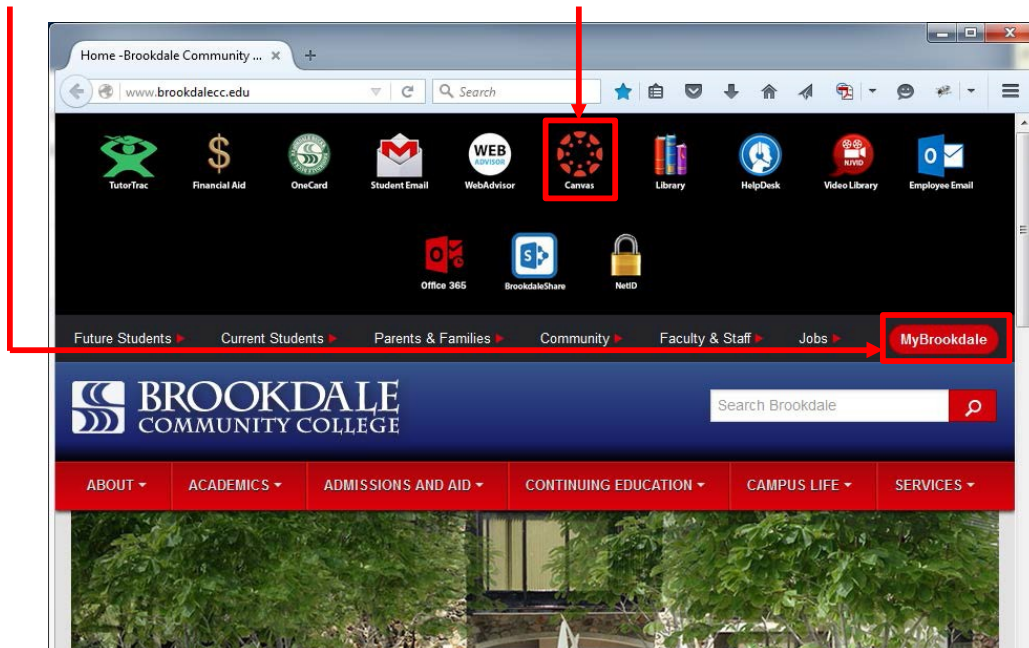 Home -Brookdale Community ...
www.brookdalecc.edu
Search
TutorTrac
Financial Aid
OneCard
Student Email
WEB
ADVISOR
WebAdvisor
Canvas
Library
HelpDesk
NJVID
Video Library
Employee Email
Office 365
BrookdaleShare
NetID
Future Students Current Students Parents & Families Community Faculty & Staff Jobs MyBrookdale
BROOKDALE
COMMUNITY COLLEGE
Search Brookdale
ABOUT ACADEMICS ADMISSIONS AND AID CONTINUING EDUCATION CAMPUS LIFE SERVICES